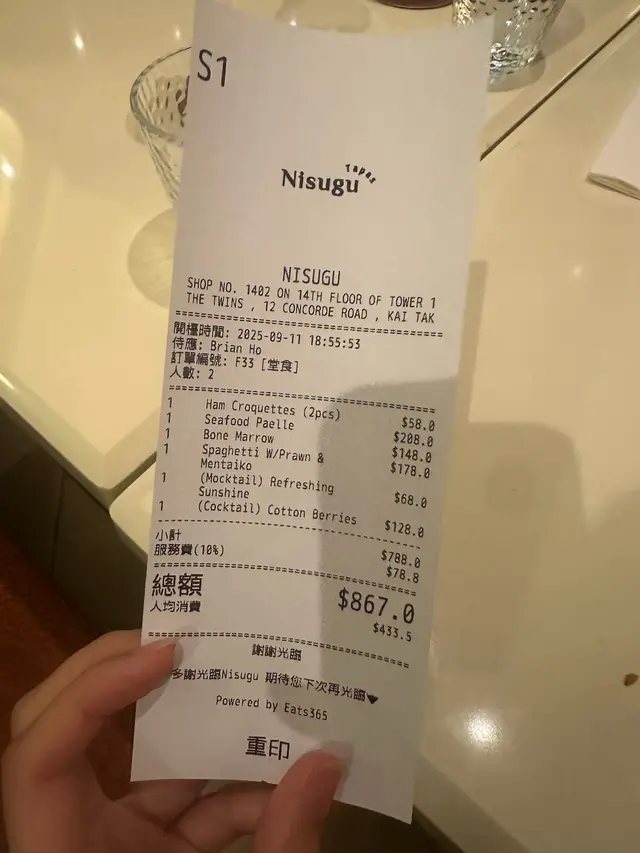 S1
Nisugu Tapas
NISUGU
SHOP NO. 1402 ON 14TH FLOOR OF TOWER 1
THE TWINS , 12 CONCORDE ROAD , KAI TAK
開檯時間: 2025-09-11 18:55:53
侍應: Brian Ho
訂單編號: F33 [堂食]
人數: 2
1 Ham Croquettes (2pcs) $58.0
1 Seafood Paelle $208.0
1 Bone Marrow $148.0
1 Spaghetti W/Prawn & $178.0
Mentaiko
1 (Mocktail) Refreshing $68.0
Sunshine
1 (Cocktail) Cotton Berries $128.0
小計 $788.0
服務費(10%) $78.8
總額 $867.0
人均消費 $433.5
謝謝光臨
多謝光臨Nisugu 期待您下次再光臨
Powered by Eats365
重印